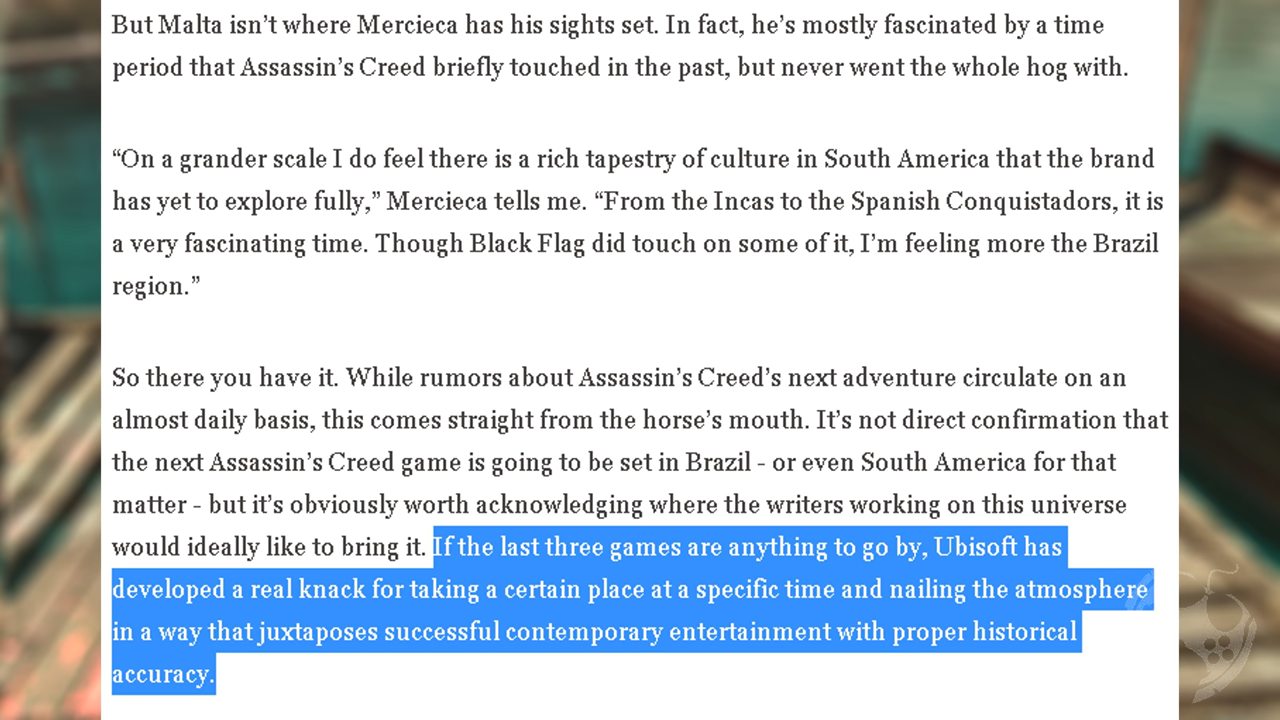 But Malta isn’t where Mercieca has his sights set. In fact, he’s mostly fascinated by a time
period that Assassin’s Creed briefly touched in the past, but never went the whole hog with.
“On a grander scale I do feel there is a rich tapestry of culture in South America that the brand
has yet to explore fully,” Mercieca tells me. “From the Incas to the Spanish Conquistadors, it is
a very fascinating time. Though Black Flag did touch on some of it, I’m feeling more the Brazil
region.”
So there you have it. While rumors about Assassin’s Creed’s next adventure circulate on an
almost daily basis, this comes straight from the horse’s mouth. It’s not direct confirmation that
the next Assassin’s Creed game is going to be set in Brazil - or even South America for that
matter - but it’s obviously worth acknowledging where the writers working on this universe
would ideally like to bring it. If the last three games are anything to go by, Ubisoft has
developed a real knack for taking a certain place at a specific time and nailing the atmosphere
in a way that juxtaposes successful contemporary entertainment with proper historical
accuracy.